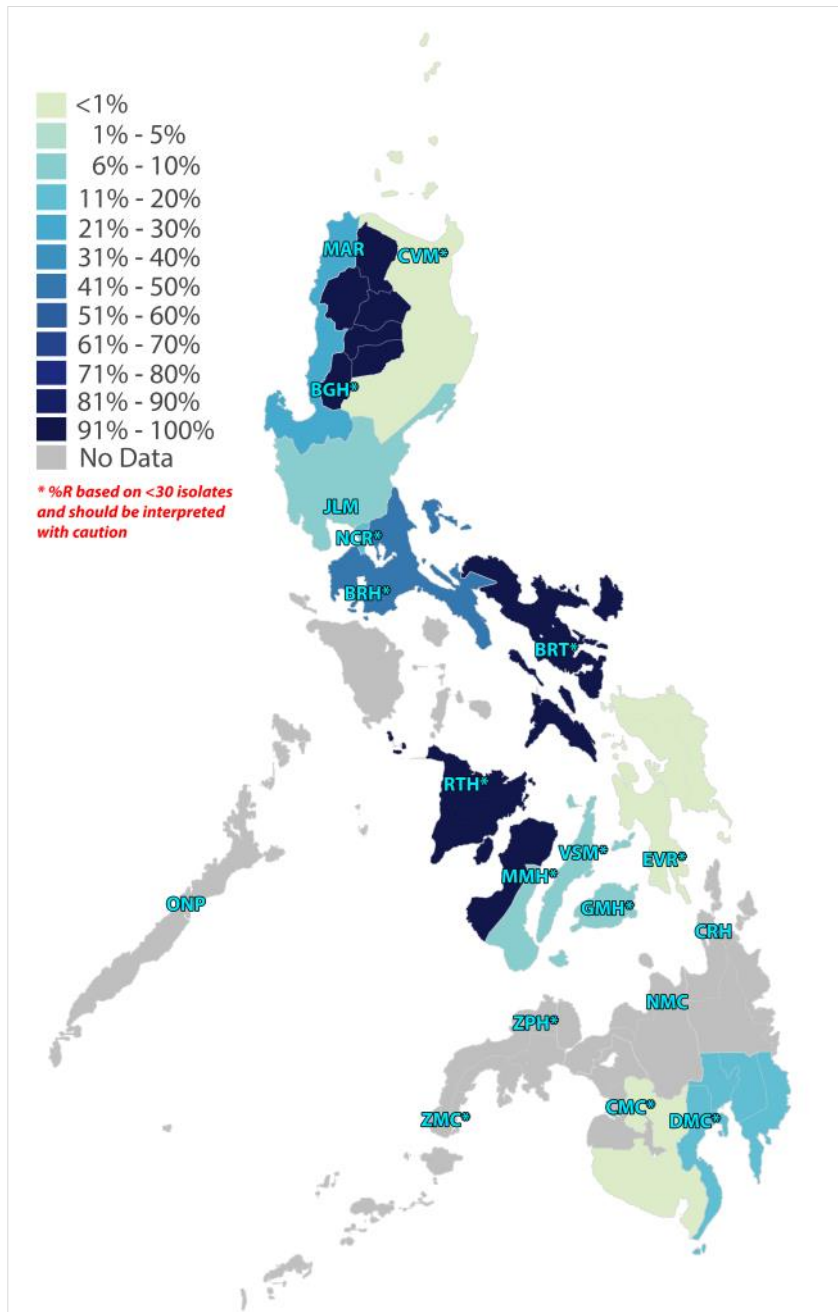 <1%
1% - 5%
6% - 10%
11% - 20%
21% - 30%
31% - 40%
41% - 50%
51% - 60%
61% - 70%
71% - 80%
81% - 90%
91% - 100%
No Data
* %R based on <30 isolates
and should be interpreted
with caution
MAR
CVM*
BGH*
JLM
NCR*
BRH*
BRT*
RTH*
VSM*
MMH*
EVR*
GMH*
ONP
CRH
NMC
ZPH*
CMC*
ZMC*
DMC*